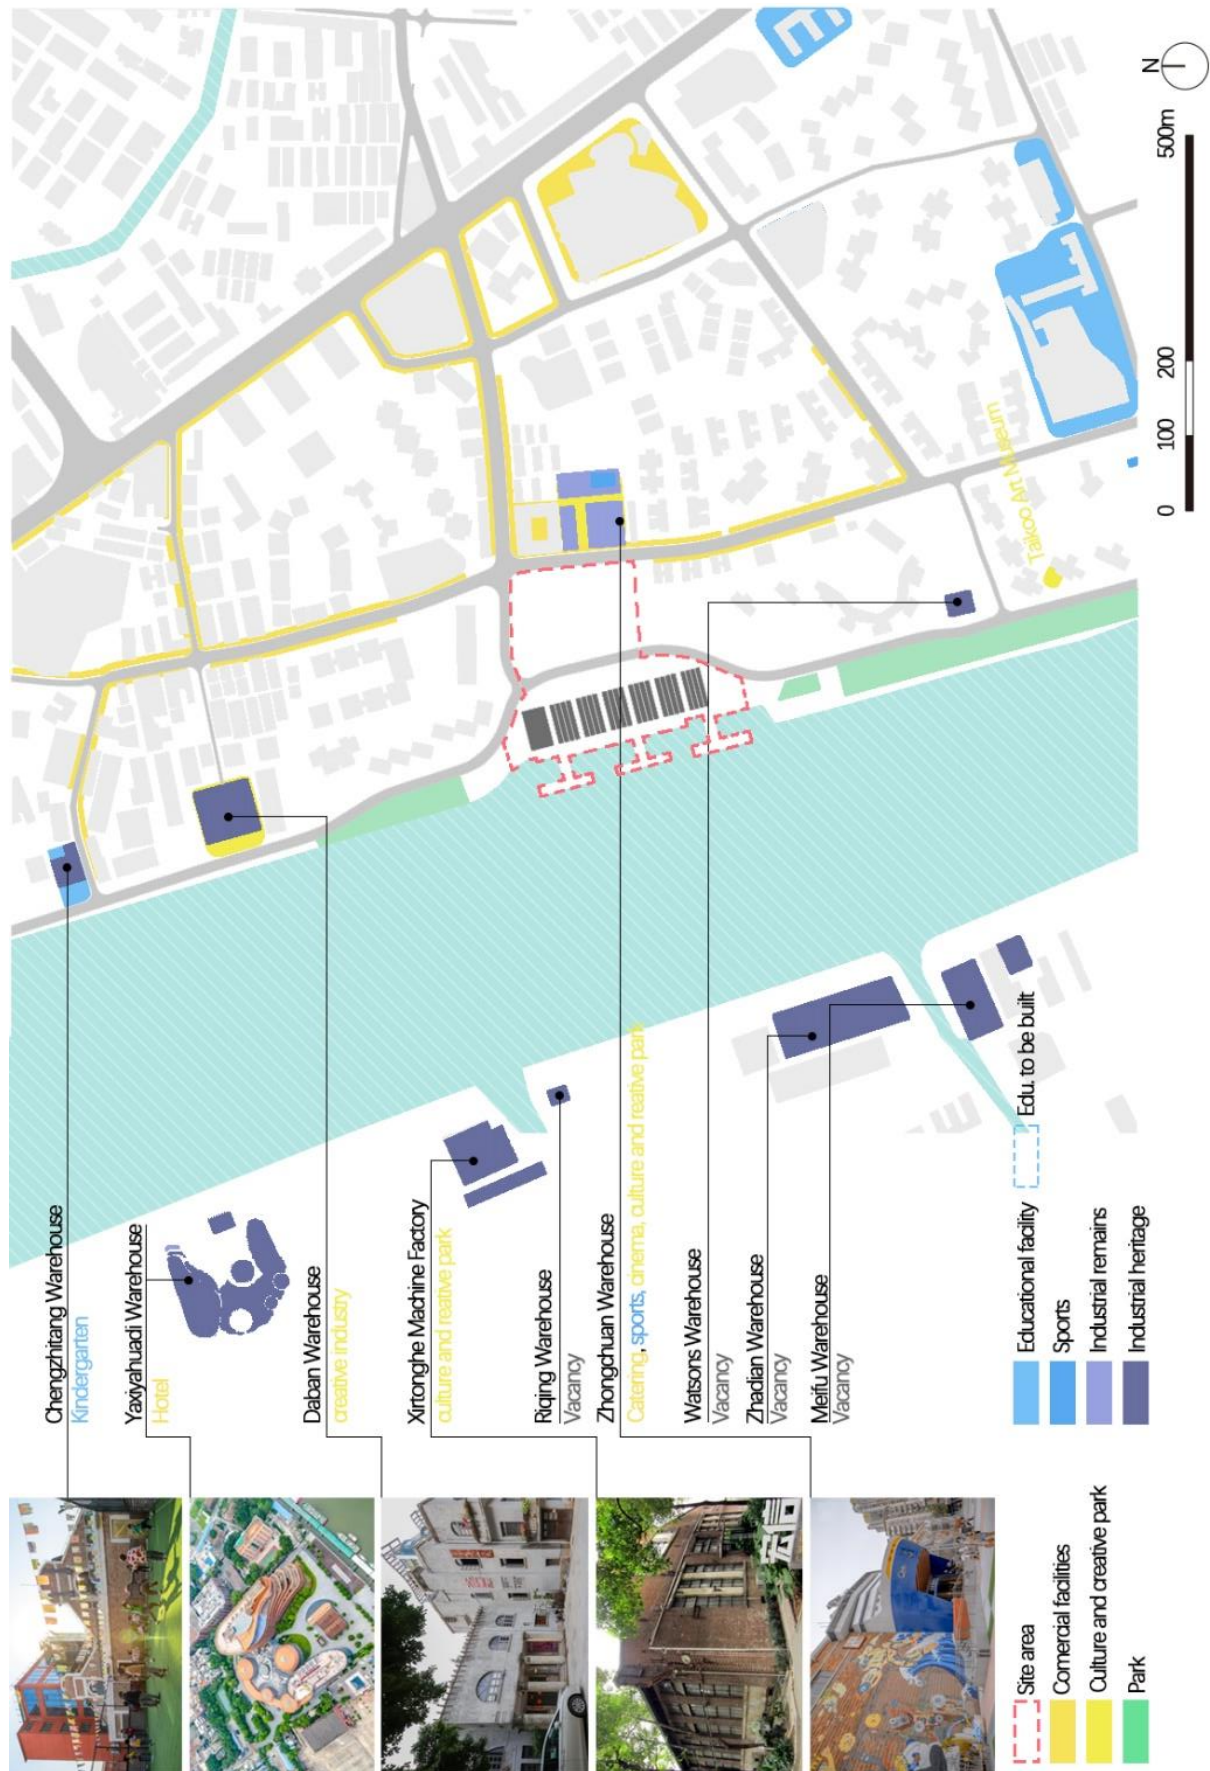 Chengzhitang Warehouse
Kindergarten
Yaxiyahuadi Warehouse
Hotel
Daban Warehouse
creative industry
Xirtonghe Machine Factory
culture and reative park
Riqing Warehouse
Vacancy
Zhongchuan Warehouse
Catering, sports, cinema, culture and reative park
Watsons Warehouse
Vacancy
Zhadian Warehouse
Vacancy
Meifu Warehouse
Vacancy
Taikoo Art Museum
N
0 100 200 500m
Site area
Comercial facilities
Culture and creative park
Park
Educational facility
Sports
Industrial remains
Industrial heritage
Edu. to be built